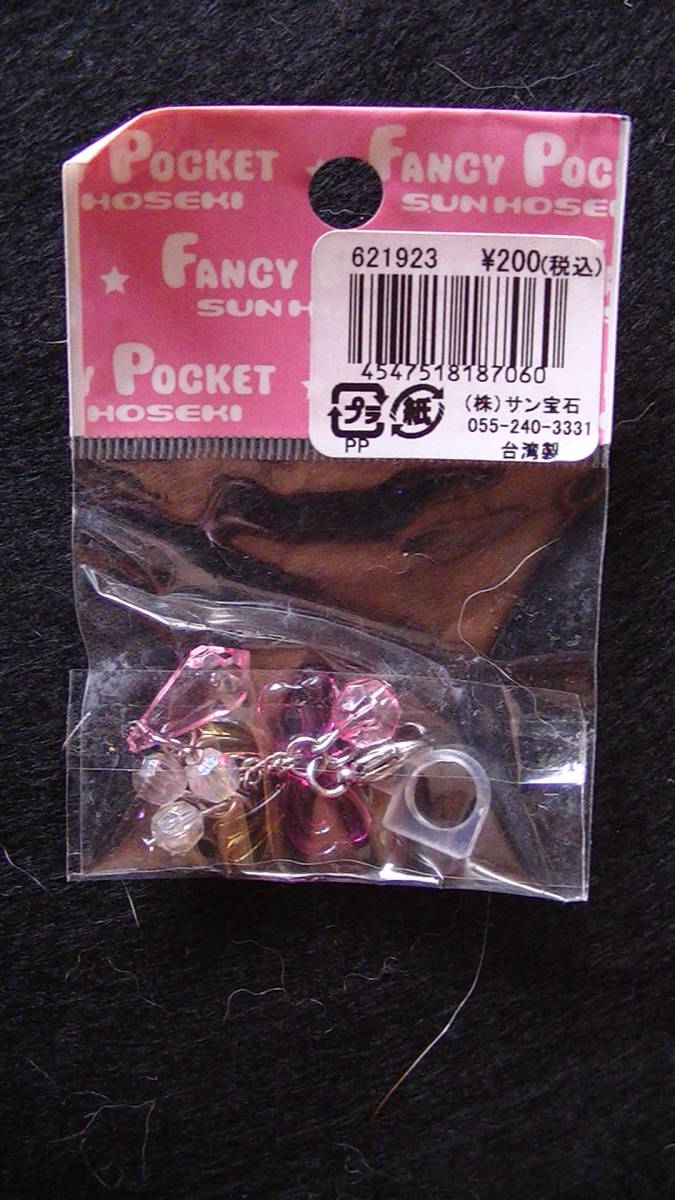 POCKET FANCY POC
HOSEKI SUN HOSE
FANCY
SUN H
Y POCKET
HOSEKI
621923 ¥200(税込)
4547518187060
プラ 紙 (株)サン宝石
PP 055-240-3331
台湾製